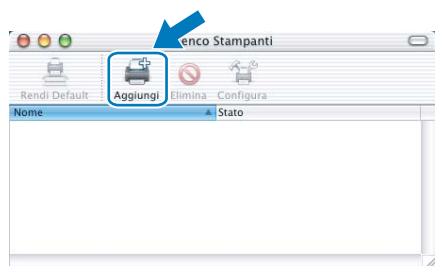 enco Stampanti
Rendi Default Aggiungi Elimina Configura
Nome Stato